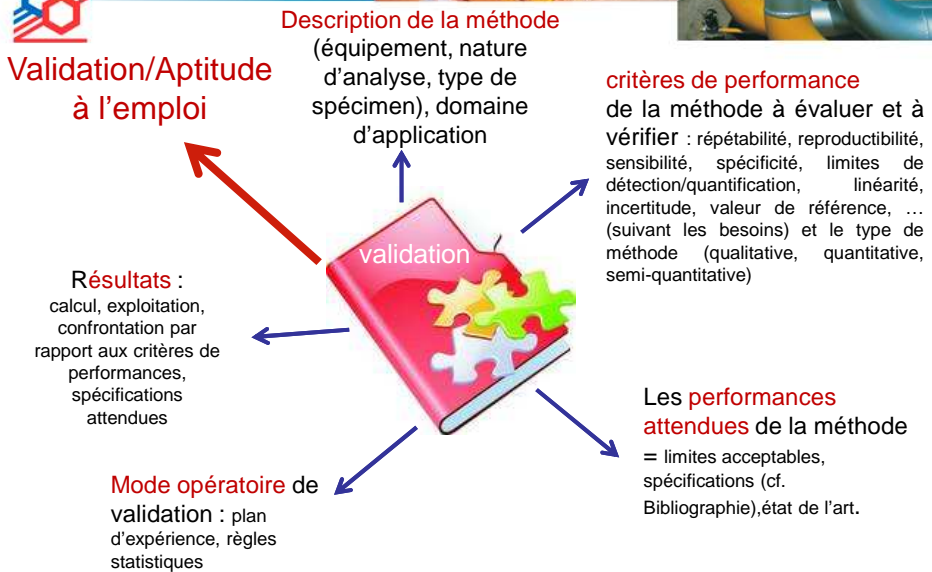 Validation/Aptitude
à l'emploi
Description de la méthode
(équipement, nature
d'analyse, type de
spécimen), domaine
d'application
critères de performance
de la méthode à évaluer et à
vérifier : répétabilité, reproductibilité,
sensibilité, spécificité, limites de
détection/quantification, linéarité,
incertitude, valeur de référence, …
(suivant les besoins) et le type de
méthode (qualitative, quantitative,
semi-quantitative)
validation
Résultats :
calcul, exploitation,
confrontation par
rapport aux critères de
performances,
spécifications
attendues
Les performances
attendues de la méthode
= limites acceptables,
spécifications (cf.
Bibliographie),état de l'art.
Mode opératoire de
validation : plan
d'expérience, règles
statistiques